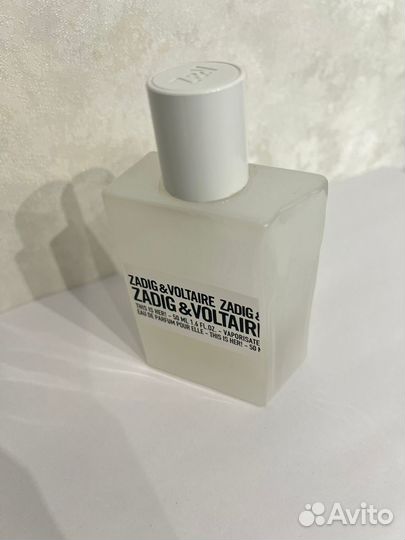 ZADIG & VOLTAIRE ZADIG &
ZADIG & VOLTAIRE
THIS IS HER! - 50 ML 1.6 FL.OZ. - VAPORISATE
EAU DE PARFUM POUR ELLE - THIS IS HER! - 50 M
Avito